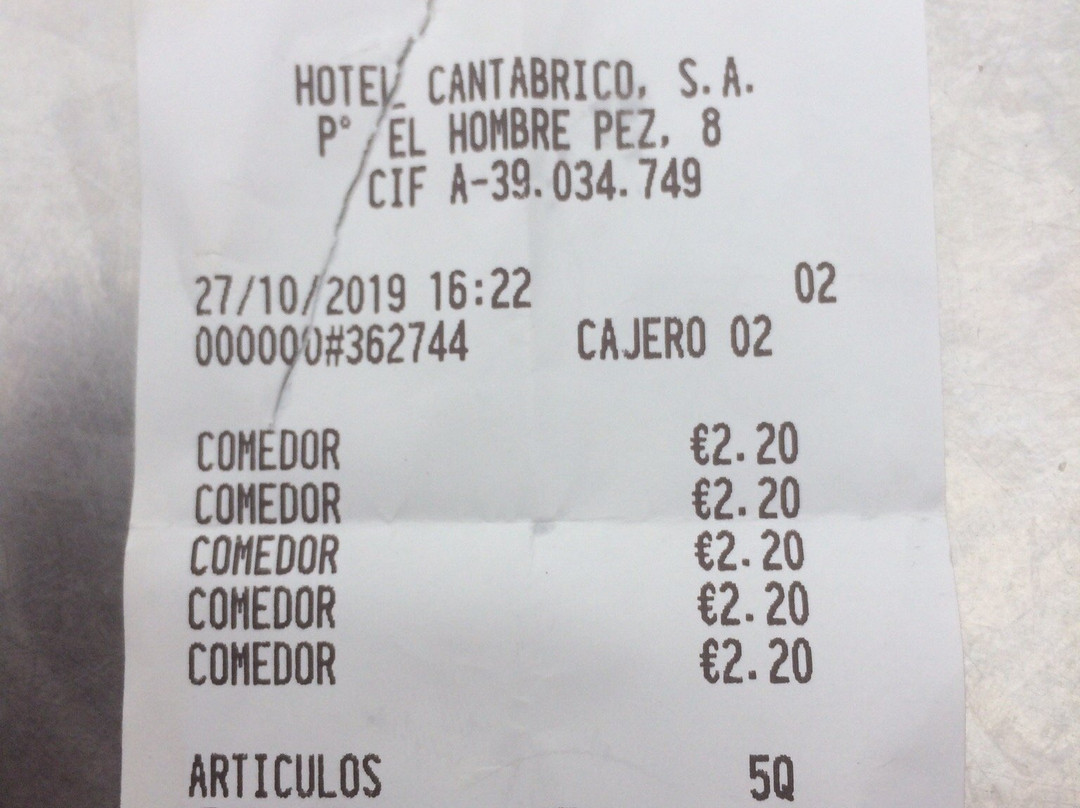 HOTEL CANTABRICO, S.A.
Pº EL HOMBRE PEZ, 8
CIF A-39.034.749
27/10/2019 16:22 02
000000#362744 CAJERO 02
COMEDOR €2.20
COMEDOR €2.20
COMEDOR €2.20
COMEDOR €2.20
COMEDOR €2.20
ARTICULOS 5Q